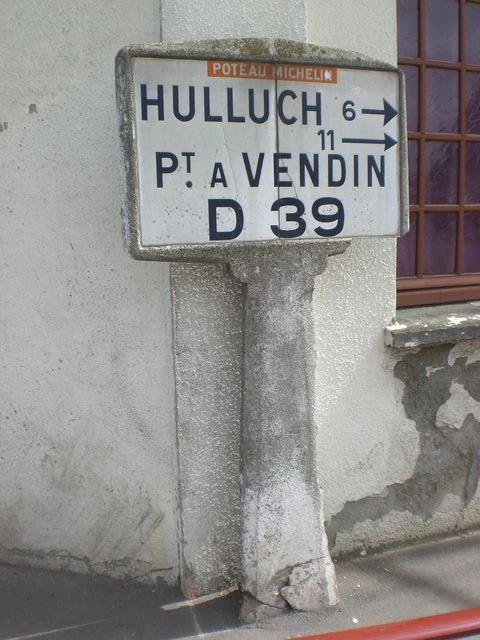 POTEAU MICHELIN
HULLUCH 6
11
PT. A VENDIN
D 39